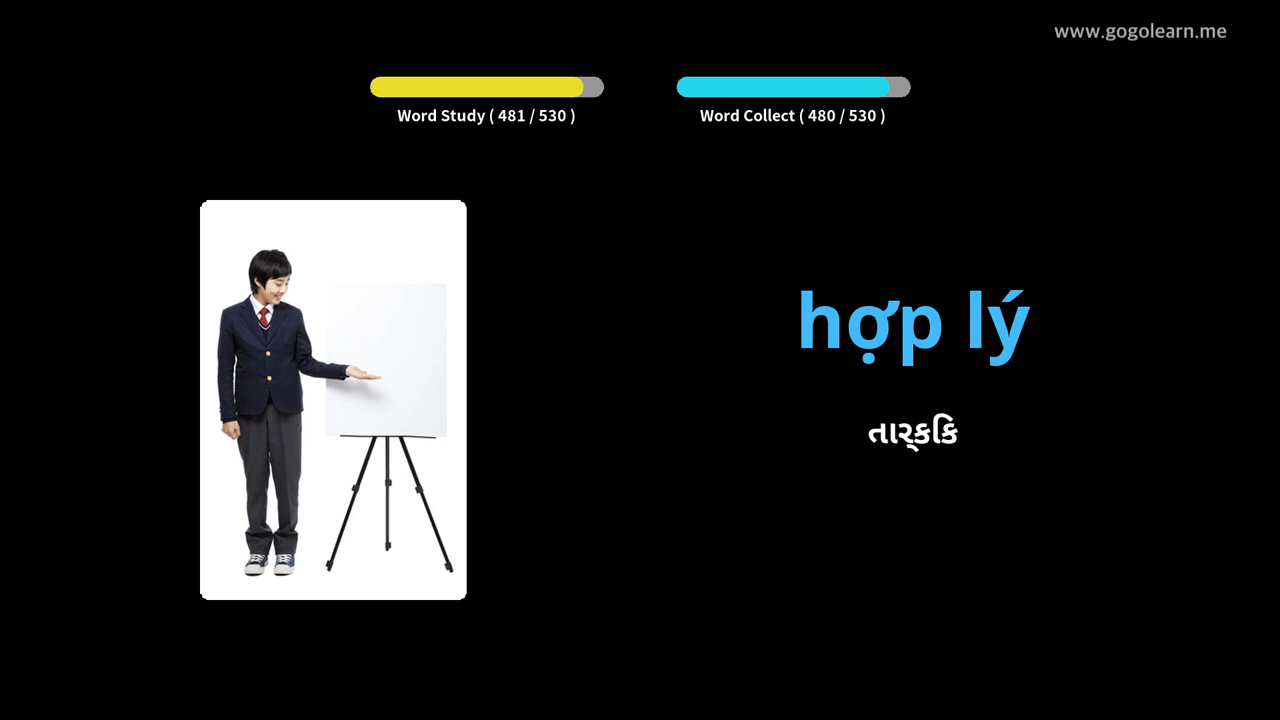 www.gogolearn.me
Word Study ( 481 / 530 )
Word Collect ( 480 / 530 )
hợp lý
તાર્કિક